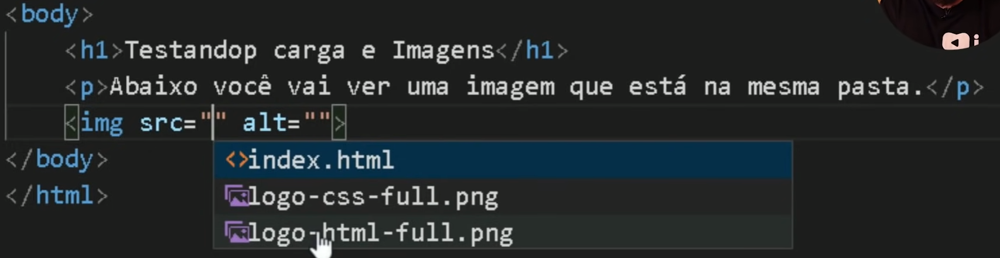 <body>
<h1>Testandop carga e Imagens</h1>
<p>Abaixo você vai ver uma imagem que está na mesma pasta.</p>
<img src="" alt="">
index.html
</body>
logo-css-full.png
</html>
logo-html-full.png